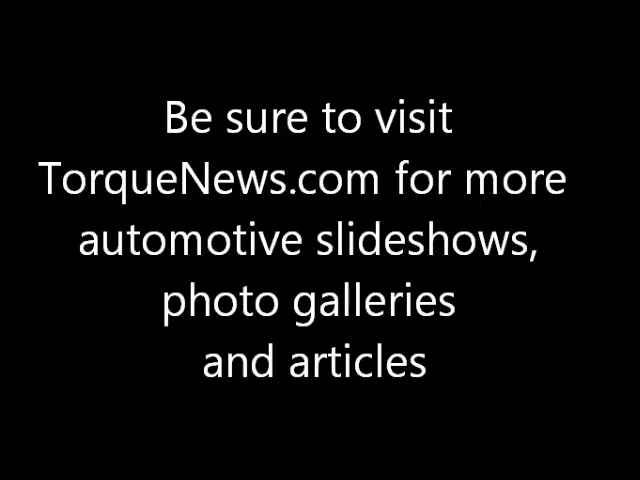 Be sure to visit
TorqueNews.com for more
automotive slideshows,
photo galleries
and articles